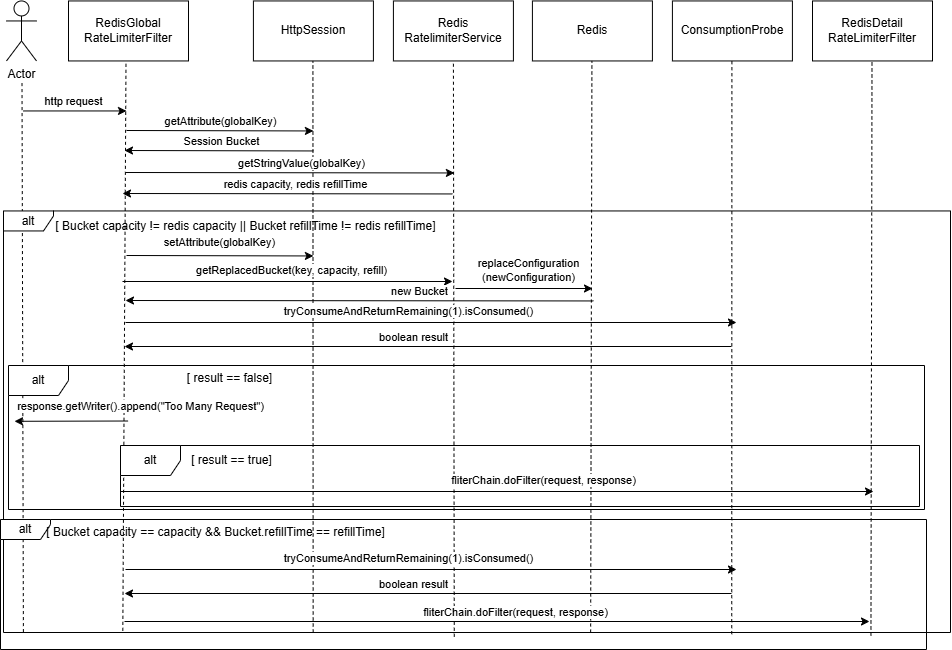 RedisGlobal
RateLimiterFilter
HttpSession
Redis
RatelimiterService
Redis
ConsumptionProbe
RedisDetail
RateLimiterFilter
Actor
http request
getAttribute(globalKey)
Session Bucket
getStringValue(globalKey)
redis capacity, redis refillTime
alt
[ Bucket capacity != redis capacity || Bucket refillTime != redis refillTime]
setAttribute(globalKey)
getReplacedBucket(key, capacity, refill)
replaceConfiguration
(newConfiguration)
new Bucket
tryConsumeAndReturnRemaining(1).isConsumed()
boolean result
alt
[ result == false]
response.getWriter().append("Too Many Request")
alt
[ result == true]
fliterChain.doFilter(request, response)
alt
[ Bucket capacity == capacity && Bucket.refillTime == refillTime]
tryConsumeAndReturnRemaining(1).isConsumed()
boolean result
fliterChain.doFilter(request, response)